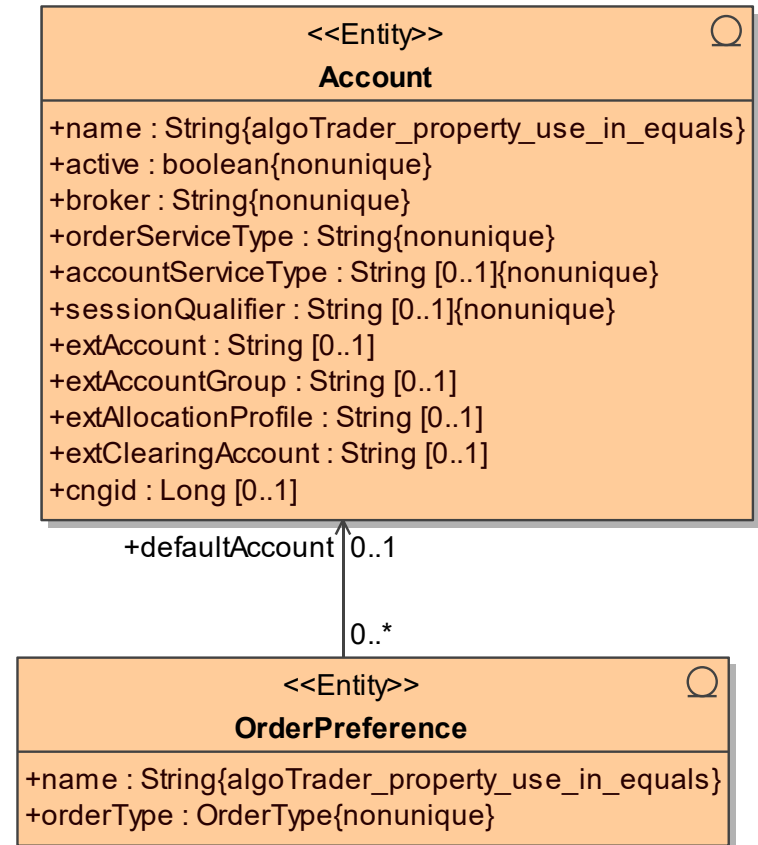 <<Entity>>
Account
+name : String{algoTrader_property_use_in_equals}
+active : boolean{nonunique}
+broker : String{nonunique}
+orderServiceType : String{nonunique}
+accountServiceType : String [0..1]{nonunique}
+sessionQualifier : String [0..1]{nonunique}
+extAccount : String [0..1]
+extAccountGroup : String [0..1]
+extAllocationProfile : String [0..1]
+extClearingAccount : String [0..1]
+cngid : Long [0..1]
+defaultAccount 0..1
0..*
<<Entity>>
OrderPreference
+name : String{algoTrader_property_use_in_equals}
+orderType : OrderType{nonunique}